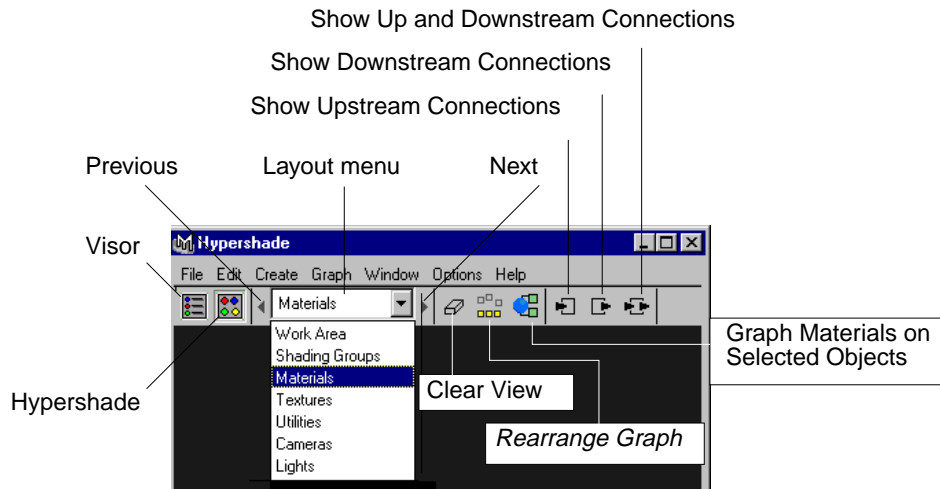 Show Up and Downstream Connections
Show Downstream Connections
Show Upstream Connections
Previous
Layout menu
Next
Visor
Hypershade
File Edit Create Graph Window Options Help
Materials
Work Area
Shading Groups
Materials
Textures
Utilities
Cameras
Lights
Graph Materials on
Selected Objects
Clear View
Hypershade
Rearrange Graph